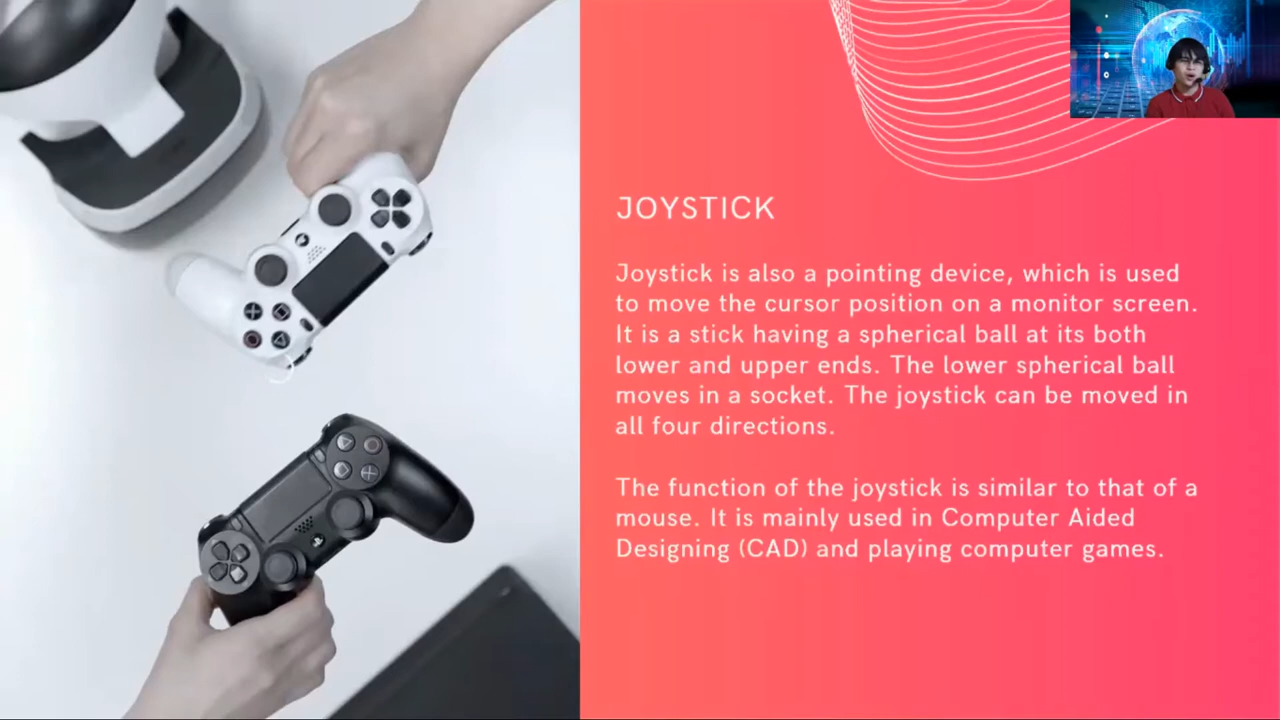 JOYSTICK
Joystick is also a pointing device, which is used
to move the cursor position on a monitor screen.
It is a stick having a spherical ball at its both
lower and upper ends. The lower spherical ball
moves in a socket. The joystick can be moved in
all four directions.
The function of the joystick is similar to that of a
mouse. It is mainly used in Computer Aided
Designing (CAD) and playing computer games.